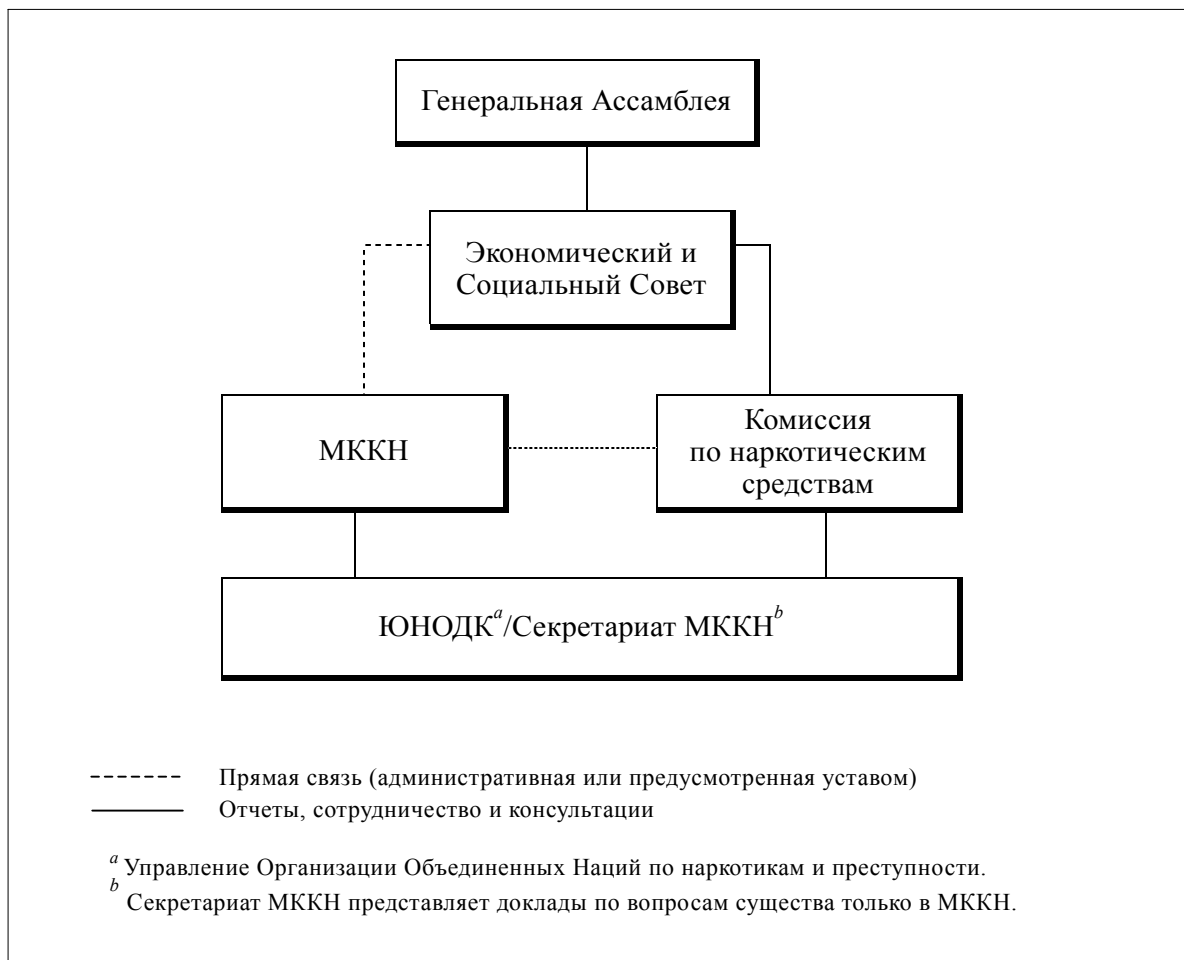 Генеральная Ассамблея
Экономический и
Социальный Совет
МККН
Комиссия
по наркотическим
средствам
ЮНОДКa/Секретариат МККНb
Прямая связь (административная или предусмотренная уставом)
Отчеты, сотрудничество и консультации
a Управление Организации Объединенных Наций по наркотикам и преступности.
b Секретариат МККН представляет доклады по вопросам существа только в МККН.